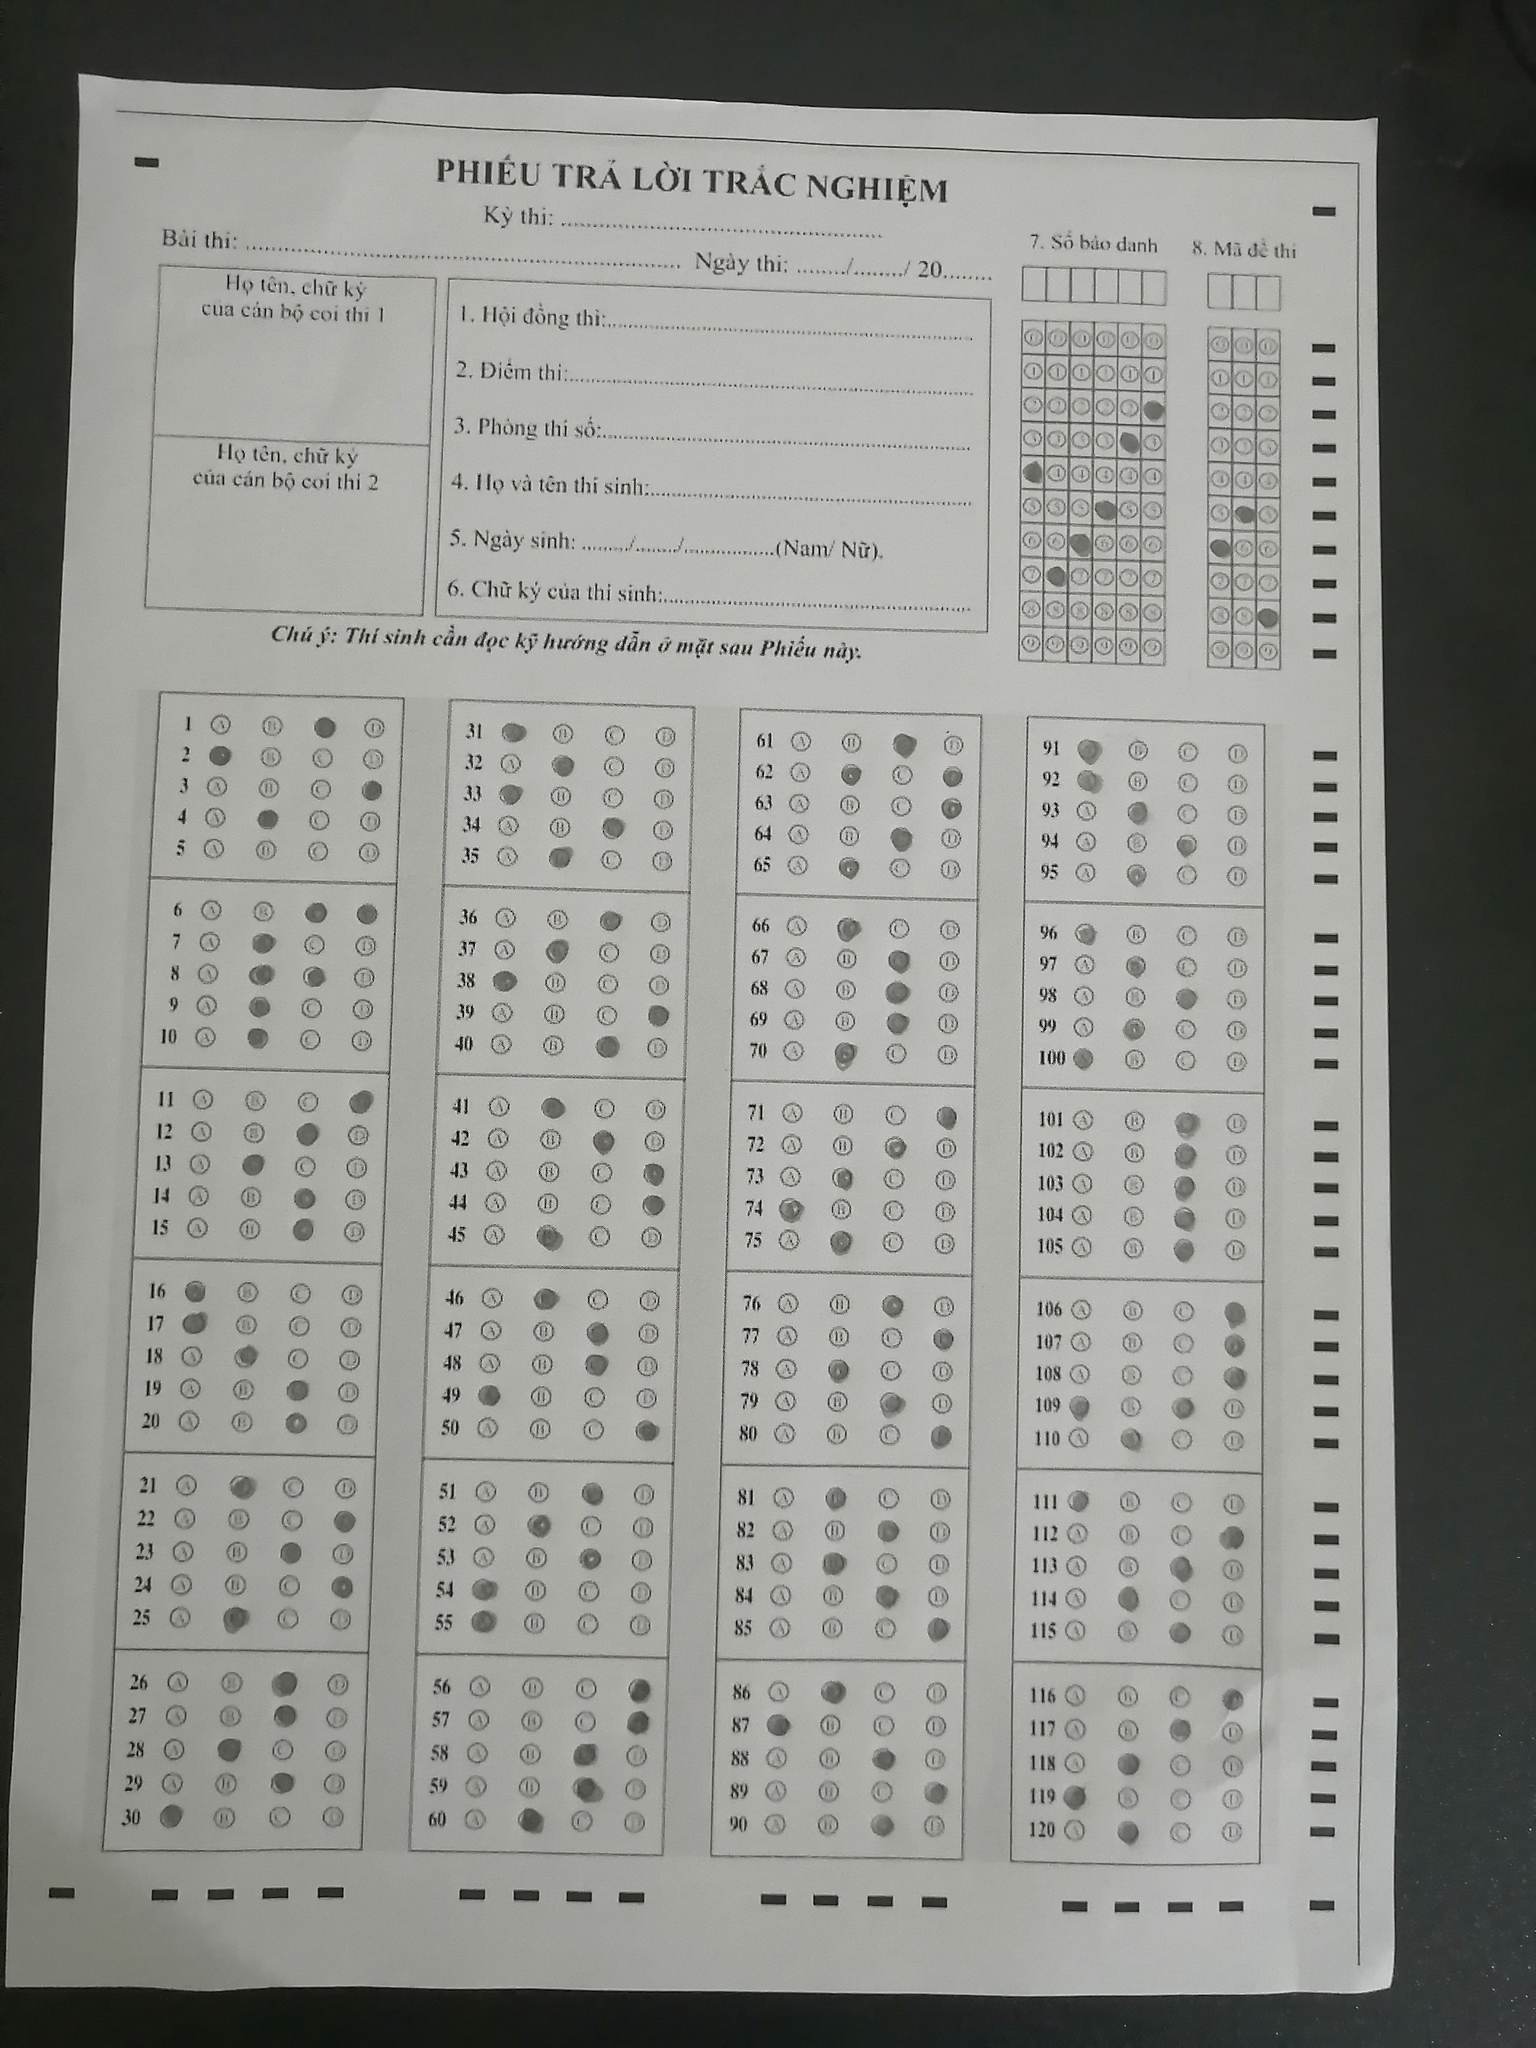 PHIẾU TRẢ LỜI TRẮC NGHIỆM
Kỳ thi: ........................................
Bài thi: ............................................................ Ngày thi: ......../......../ 20........
Họ tên, chữ ký
của cán bộ coi thi 1
Họ tên, chữ ký
của cán bộ coi thi 2
1. Hội đồng thi:........................................
2. Điểm thi:........................................
3. Phòng thi số:........................................
4. Họ và tên thí sinh:........................................
5. Ngày sinh: ......../......../...............(Nam/ Nữ).
6. Chữ ký của thí sinh:........................................
7. Số báo danh
8. Mã đề thi
Chú ý: Thí sinh cần đọc kỹ hướng dẫn ở mặt sau Phiếu này.
1 A B D
2 B C D
3 A B C
4 A C D
5 A B C D
6 A B
7 A C D
8 A D
9 A C D
10 A C D
11 A B C
12 A B D
13 A C D
14 A B D
15 A B D
16 B C D
17 B C D
18 A C D
19 A B D
20 A B D
21 A C D
22 A B C
23 A B D
24 A B C
25 A C D
26 A B D
27 A B D
28 A C D
29 A B D
30 B C D
31 B C D
32 A C D
33 B C D
34 A B D
35 A C D
36 A B D
37 A C D
38 B C D
39 A B C
40 A B D
41 A C D
42 A B D
43 A B C
44 A B C
45 A C D
46 A C D
47 A B D
48 A B D
49 B C D
50 A B C
51 A B D
52 A C D
53 A B D
54 B C D
55 B C D
56 A B C
57 A B C
58 A B D
59 A B D
60 A C D
61 A B D
62 A C
63 A B C
64 A B D
65 A C D
66 A C D
67 A B D
68 A B D
69 A B D
70 A C D
71 A B C
72 A B D
73 A C D
74 B C D
75 A C D
76 A B D
77 A B C
78 A C D
79 A B D
80 A B C
81 A C D
82 A B D
83 A C D
84 A B D
85 A B C
86 A C D
87 B C D
88 A B D
89 A B C
90 A B D
91 B C D
92 B C D
93 A C D
94 A B D
95 A C D
96 B C D
97 A C D
98 A B D
99 A C D
100 B C D
101 A B D
102 A B D
103 A B D
104 A B D
105 A B D
106 A B C
107 A B C
108 A B C
109 B D
110 A C D
111 B C D
112 A B C
113 A B D
114 A C D
115 A B D
116 A B C
117 A B D
118 A C D
119 B C D
120 A C D